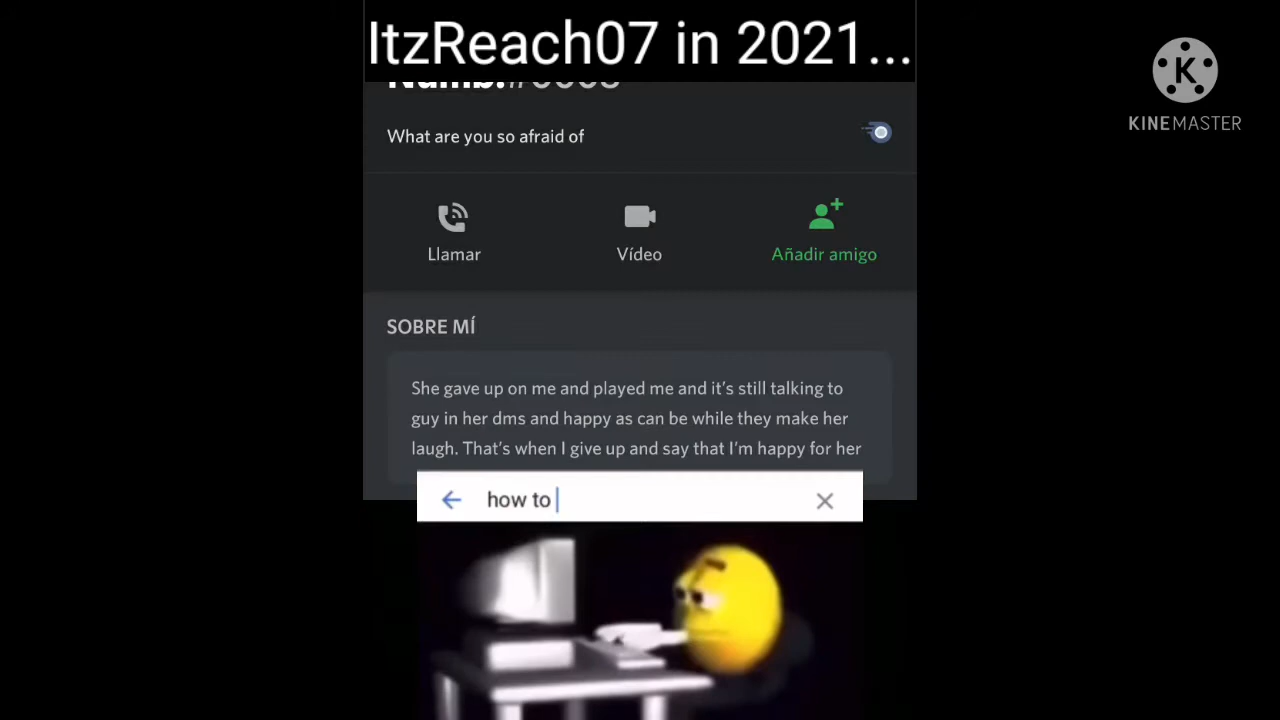 ItzReach07 in 2021...
KINEMASTER
What are you so afraid of
Llamar
Vídeo
Añadir amigo
SOBRE MÍ
She gave up on me and played me and it's still talking to
guy in her dms and happy as can be while they make her
laugh. That's when I give up and say that I'm happy for her
how to